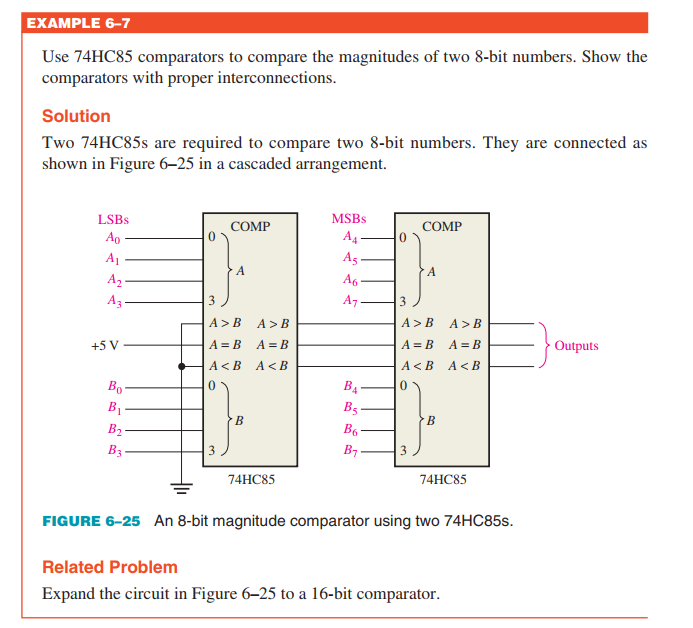 EXAMPLE 6–7
Use 74HC85 comparators to compare the magnitudes of two 8-bit numbers. Show the
comparators with proper interconnections.
Solution
Two 74HC85s are required to compare two 8-bit numbers. They are connected as
shown in Figure 6–25 in a cascaded arrangement.
LSBs
A0
A1
A2
A3
+5 V
B0
B1
B2
B3
COMP
0
A
3
A > B A > B
A = B A = B
A < B A < B
0
B
3
74HC85
MSBs
A4
A5
A6
A7
B4
B5
B6
B7
COMP
0
A
3
A > B A > B
A = B A = B
A < B A < B
0
B
3
74HC85
Outputs
FIGURE 6–25 An 8-bit magnitude comparator using two 74HC85s.
Related Problem
Expand the circuit in Figure 6–25 to a 16-bit comparator.